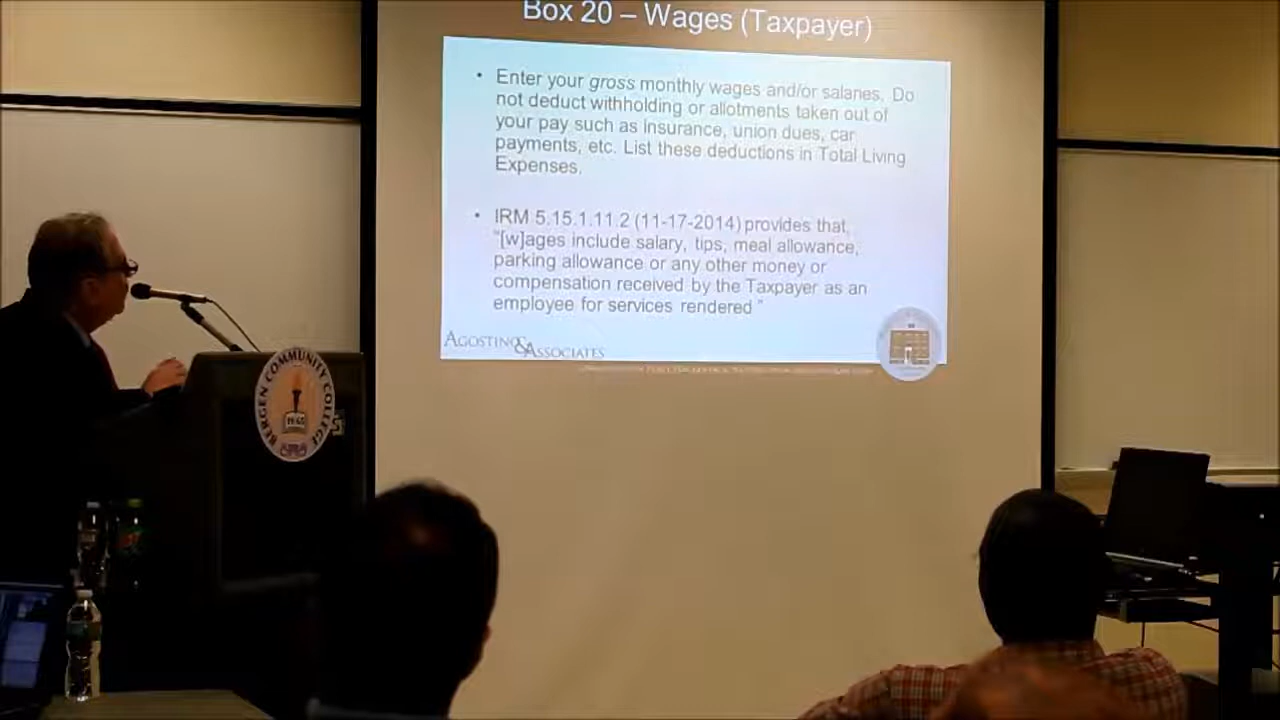 Box 20 – Wages (Taxpayer)
• Enter your gross monthly wages and/or salaries. Do
not deduct withholding or allotments taken out of
your pay such as insurance, union dues, car
payments, etc. List these deductions in Total Living
Expenses.
• IRM 5.15.1.11.2 (11-17-2014) provides that,
"[w]ages include salary, tips, meal allowance,
parking allowance or any other money or
compensation received by the Taxpayer as an
employee for services rendered"
AGOSTINO & ASSOCIATES
BERGEN COMMUNITY COLLEGE